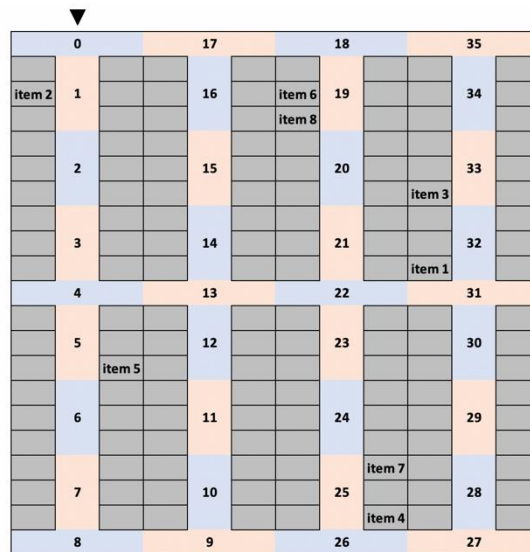 0 17 18 35
item 2 1 16 item 6 19 34
item 8
2 15 20 33
item 3
3 14 21 32
item 1
4 13 22 31
5 12 23 30
item 5
6 11 24 29
item 7
7 10 25 28
item 4
8 9 26 27